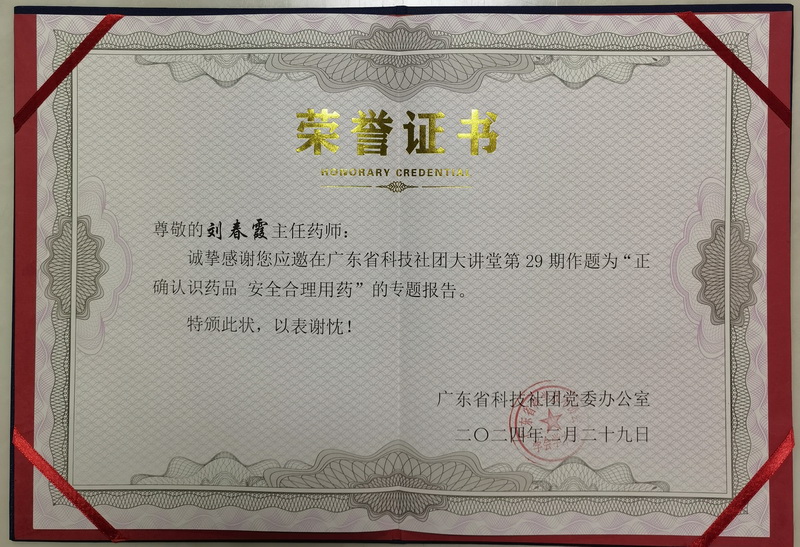 荣誉证书
HONORARY CREDENTIAL
尊敬的刘春霞主任药师：
诚挚感谢您应邀在广东省科技社团大讲堂第 29 期作题为“正
确认识药品 安全合理用药”的专题报告。
特颁此状，以表谢忱！
广东省科技社团党委办公室
二〇二四年二月二十九日